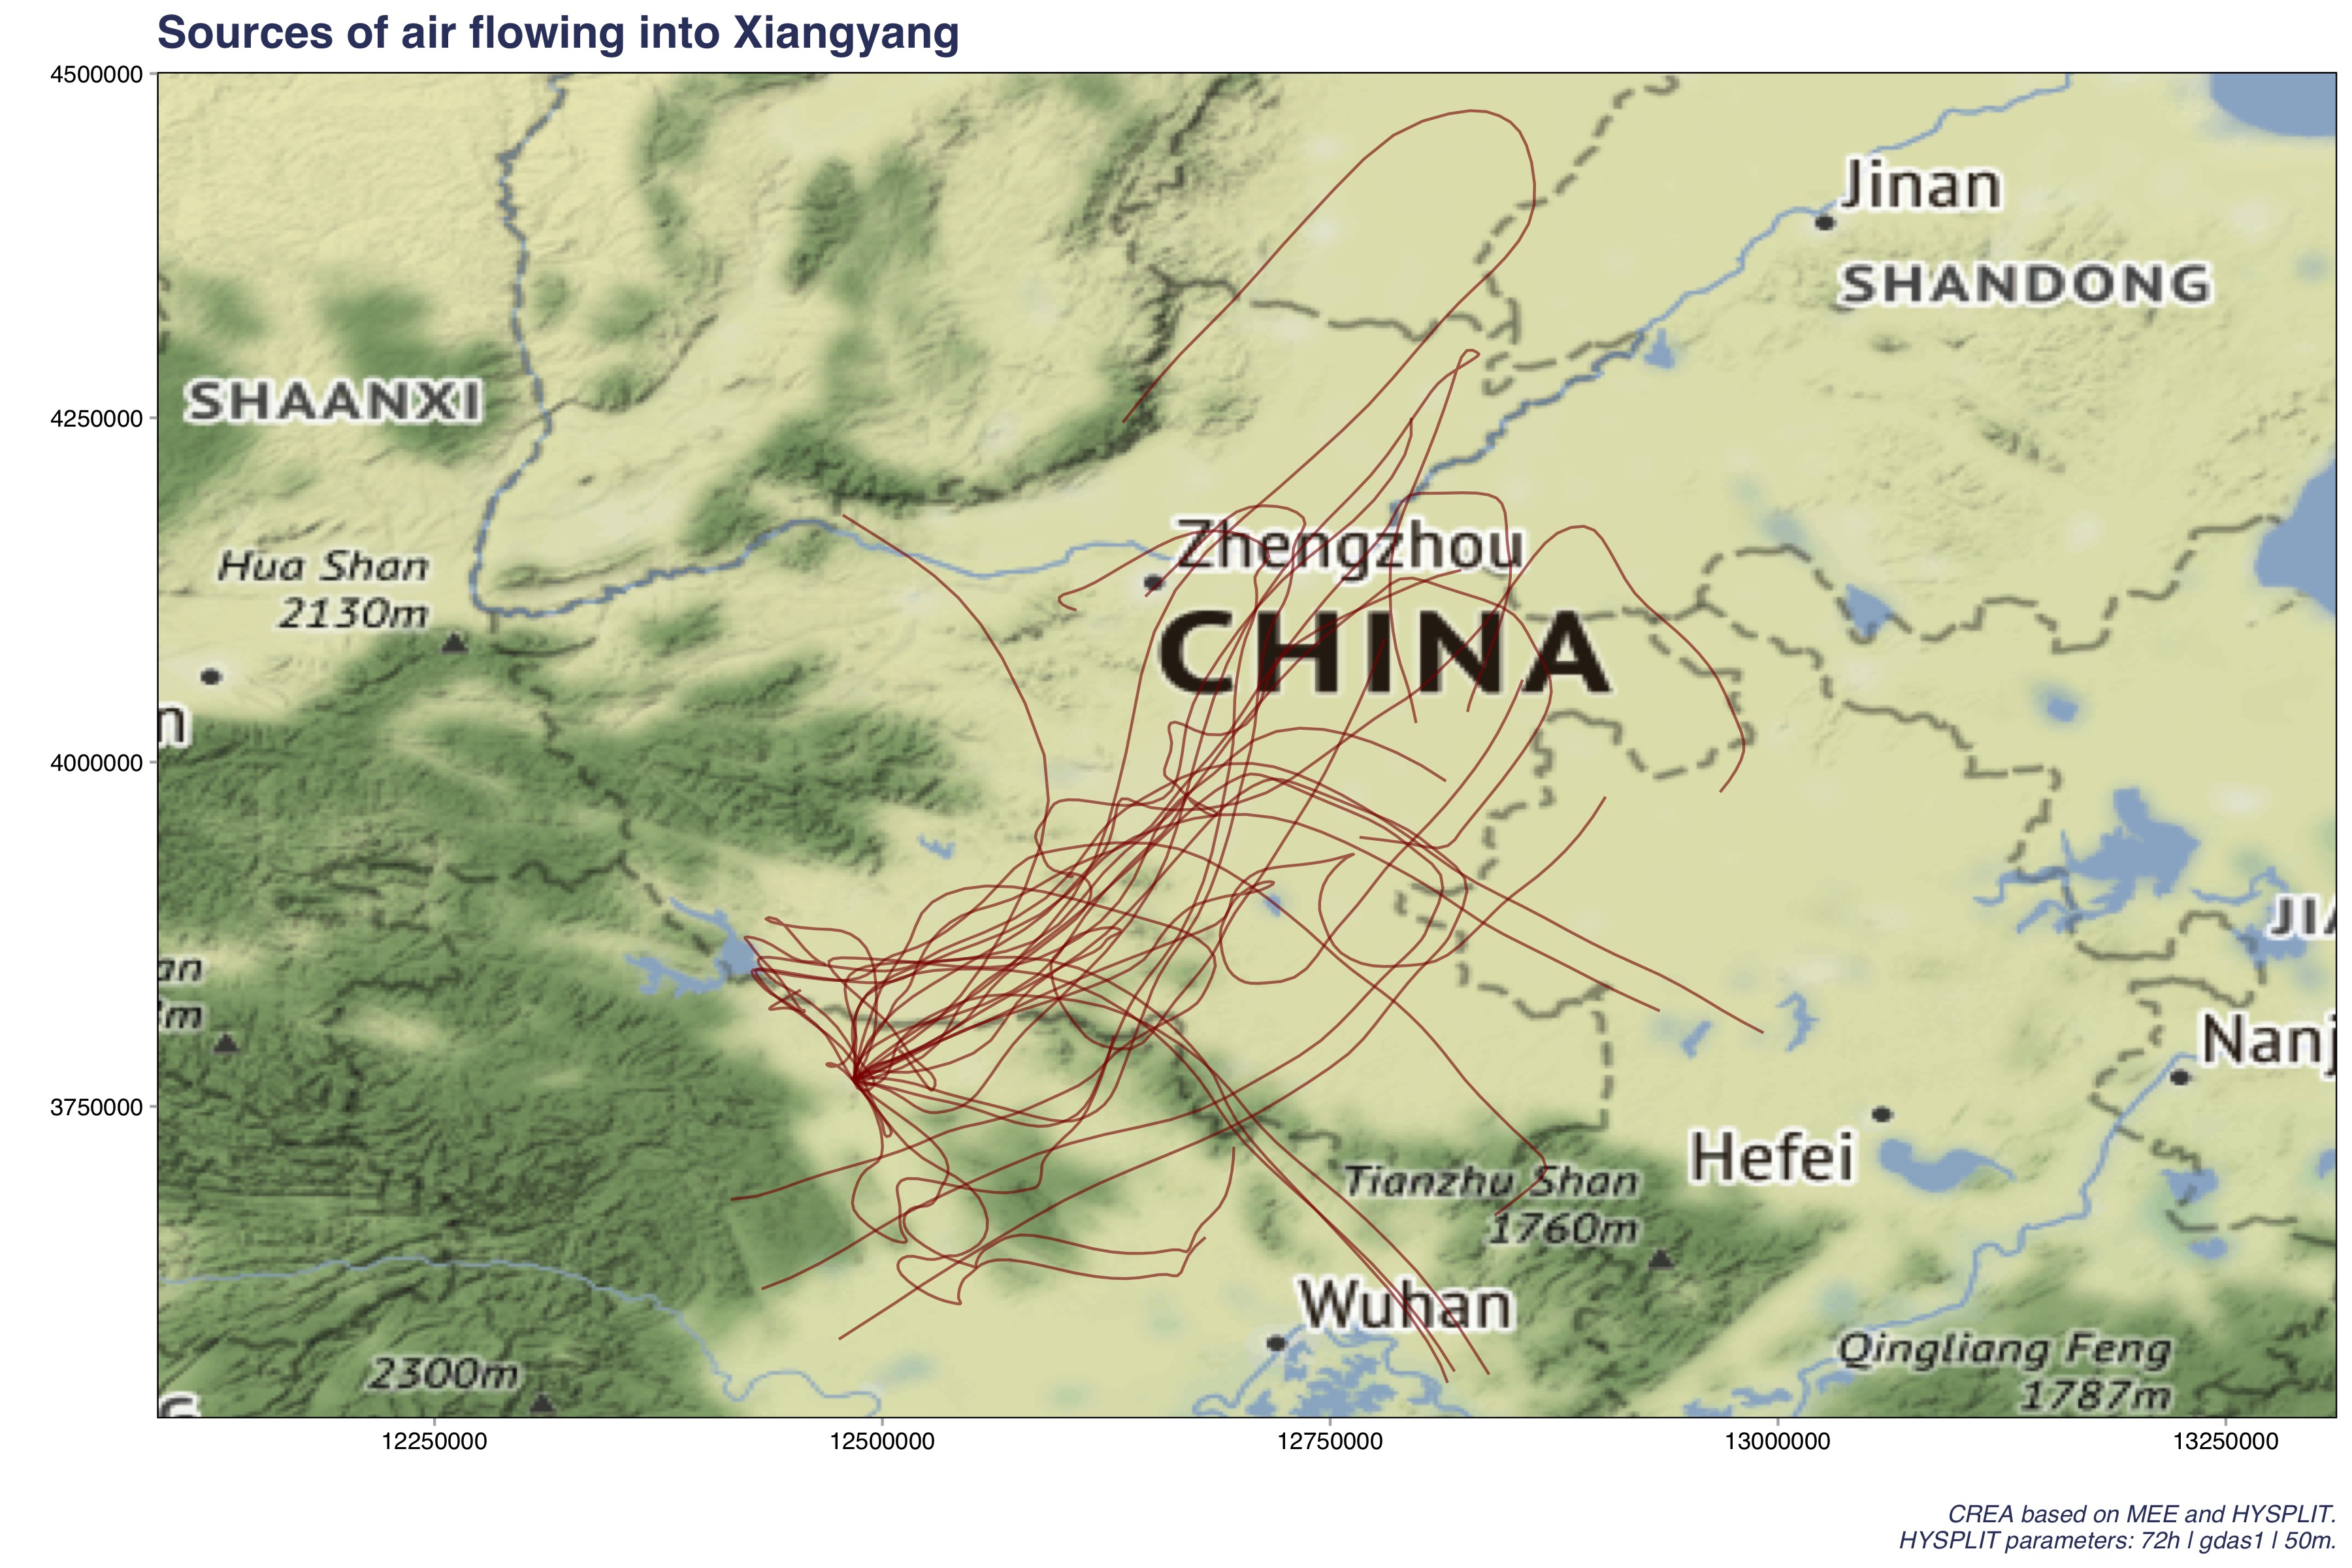 Sources of air flowing into Xiangyang
4500000
4250000
4000000
3750000
Jinan
SHANDONG
SHAANXI
Zhengzhou
Hua Shan
2130m
CHINA
n
an
m
JI
Nanj
Hefei
Tianzhu Shan
1760m
Wuhan
Qingliang Feng
1787m
2300m
G
12250000
12500000
12750000
13000000
13250000
CREA based on MEE and HYSPLIT.
HYSPLIT parameters: 72h | gdas1 | 50m.